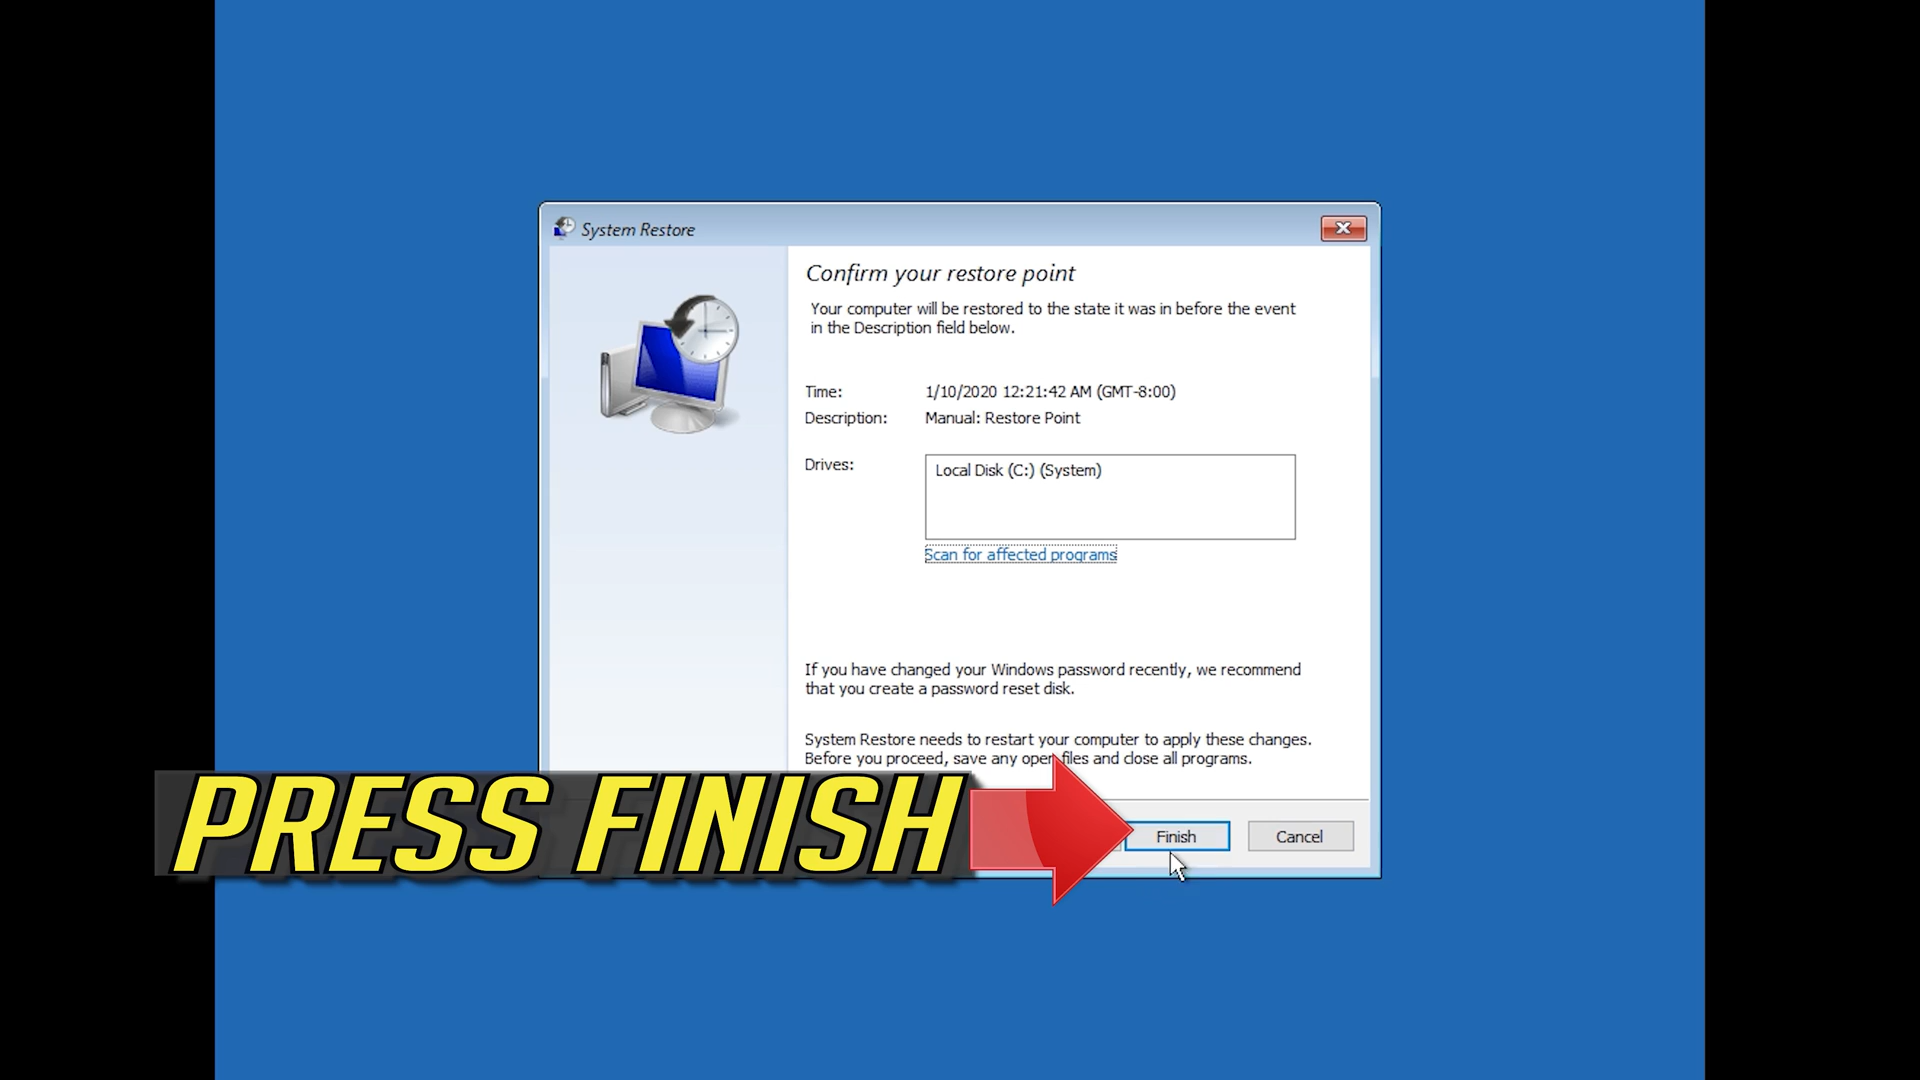 System Restore
Confirm your restore point
Your computer will be restored to the state it was in before the event
in the Description field below.
Time: 1/10/2020 12:21:42 AM (GMT-8:00)
Description: Manual: Restore Point
Drives: Local Disk (C:) (System)
Scan for affected programs
If you have changed your Windows password recently, we recommend
that you create a password reset disk.
System Restore needs to restart your computer to apply these changes.
Before you proceed, save any open files and close all programs.
PRESS FINISH
Finish
Cancel